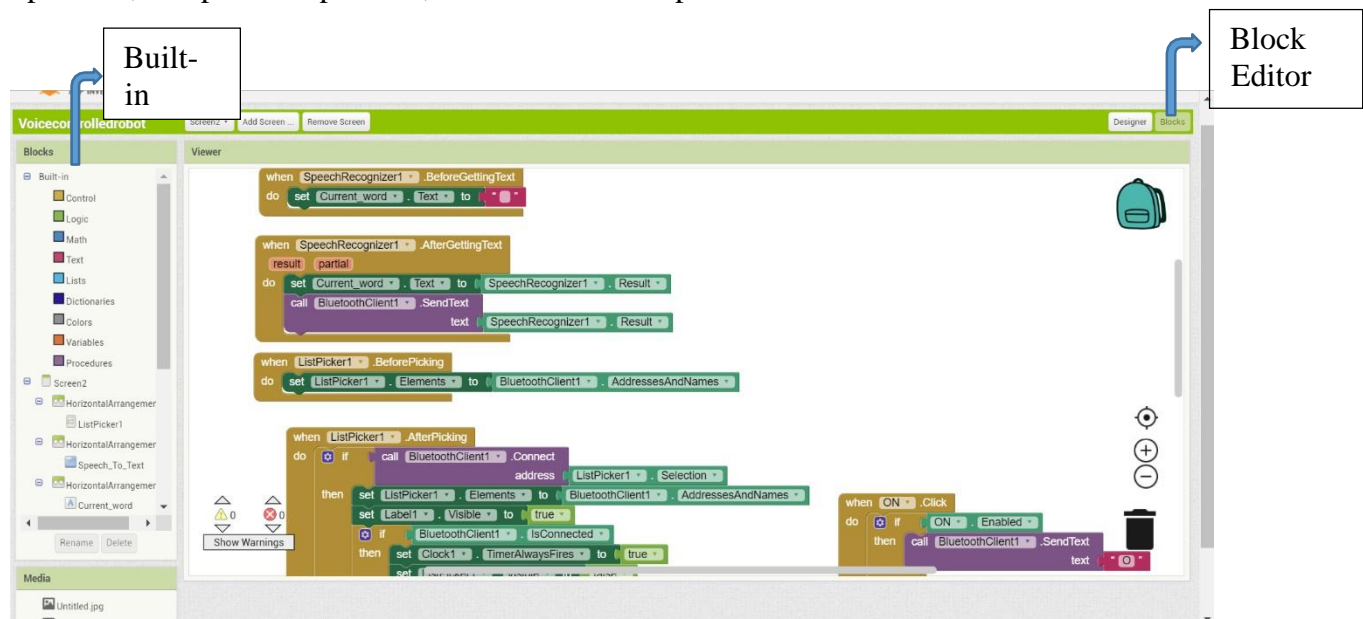 Built-
in
Block
Editor
Voicecontrolledrobot
Screen2 Add Screen ... Remove Screen
Designer Blocks
Blocks
Viewer
Built-in
Control
Logic
Math
Text
Lists
Dictionaries
Colors
Variables
Procedures
Screen2
HorizontalArrangemer
ListPicker1
HorizontalArrangemer
Speech_To_Text
HorizontalArrangemer
Current_word
Rename Delete
Media
Untitled.jpg
when SpeechRecognizer1 .BeforeGettingText
do set Current_word . Text to " "
when SpeechRecognizer1 .AfterGettingText
result partial
do set Current_word . Text to SpeechRecognizer1 . Result
call BluetoothClient1 .SendText
text SpeechRecognizer1 . Result
when ListPicker1 .BeforePicking
do set ListPicker1 . Elements to BluetoothClient1 . AddressesAndNames
when ListPicker1 .AfterPicking
do if call BluetoothClient1 .Connect
address ListPicker1 . Selection
then set ListPicker1 . Elements to BluetoothClient1 . AddressesAndNames
set Label1 . Visible to true
if BluetoothClient1 . IsConnected
then set Clock1 . TimerAlwaysFires to true
set
when ON .Click
do if ON . Enabled
then call BluetoothClient1 .SendText
text " O "
0 0
Show Warnings